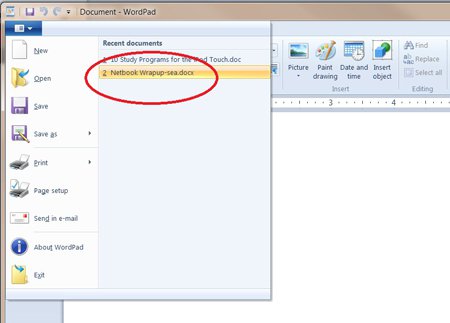 Document - WordPad
New
Open
Save
Save as
Print
Page setup
Send in e-mail
About WordPad
Exit
Recent documents
1 10 Study Programs for the iPod Touch.doc
2 Netbook Wrapup-sea.docx
Picture
Paint drawing
Date and time
Insert object
Insert
Find
Replace
Select all
Editing
3
4